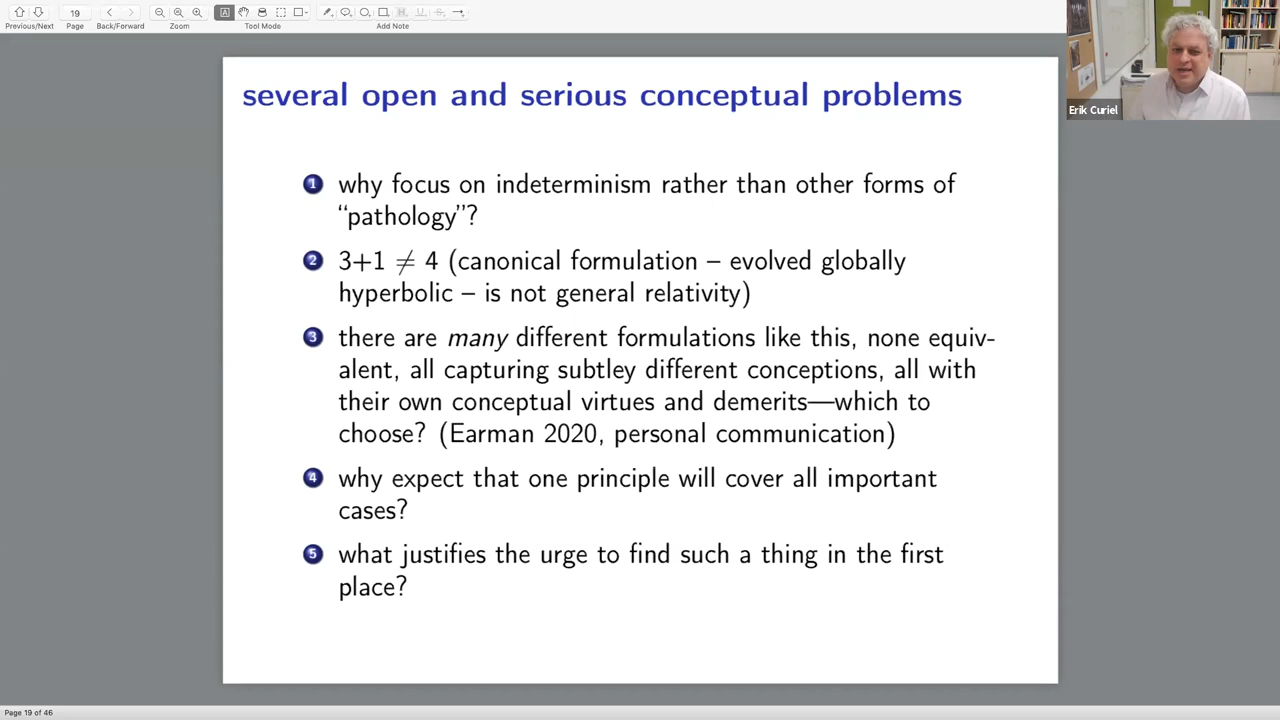 19
Previous/Next
Page
Back/Forward
Zoom
Tool Mode
Add Note
Erik Curiel
several open and serious conceptual problems
1 why focus on indeterminism rather than other forms of
“pathology”?
2 3+1 ≠ 4 (canonical formulation – evolved globally
hyperbolic – is not general relativity)
3 there are many different formulations like this, none equiv-
alent, all capturing subtley different conceptions, all with
their own conceptual virtues and demerits—which to
choose? (Earman 2020, personal communication)
4 why expect that one principle will cover all important
cases?
5 what justifies the urge to find such a thing in the first
place?
Page 19 of 46